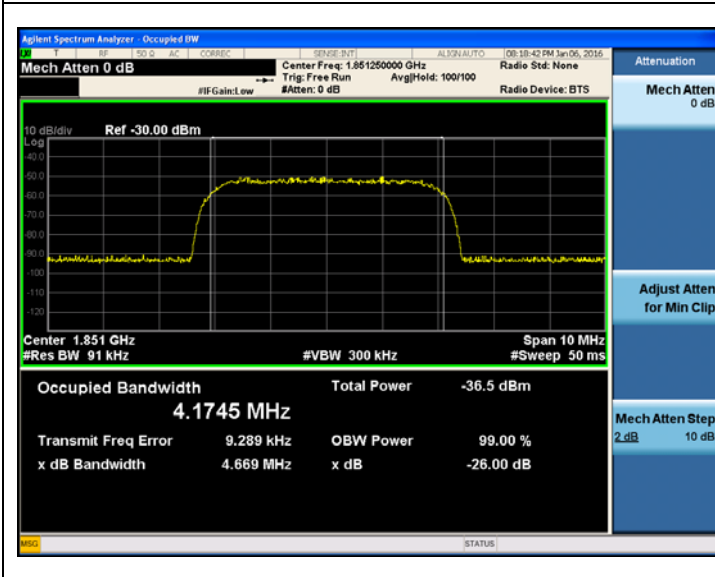 Agilent Spectrum Analyzer - Occupied BW
LXI T RF 50 Ω AC CORREC SENSE:INT ALIGN AUTO 08:18:42 PM Jan 06, 2016
Mech Atten 0 dB
Center Freq: 1.851250000 GHz
Radio Std: None
Trig: Free Run Avg|Hold: 100/100
#IFGain:Low #Atten: 0 dB Radio Device: BTS
10 dB/div Ref -30.00 dBm
Log
-40.0
-50.0
-60.0
-70.0
-80.0
-90.0
-100
-110
-120
Center 1.851 GHz Span 10 MHz
#Res BW 91 kHz #VBW 300 kHz #Sweep 50 ms
Occupied Bandwidth Total Power -36.5 dBm
4.1745 MHz
Transmit Freq Error 9.289 kHz OBW Power 99.00 %
x dB Bandwidth 4.669 MHz x dB -26.00 dB
MSG STATUS
Attenuation
Mech Atten
0 dB
Adjust Atten
for Min Clip
Mech Atten Step
2 dB 10 dB